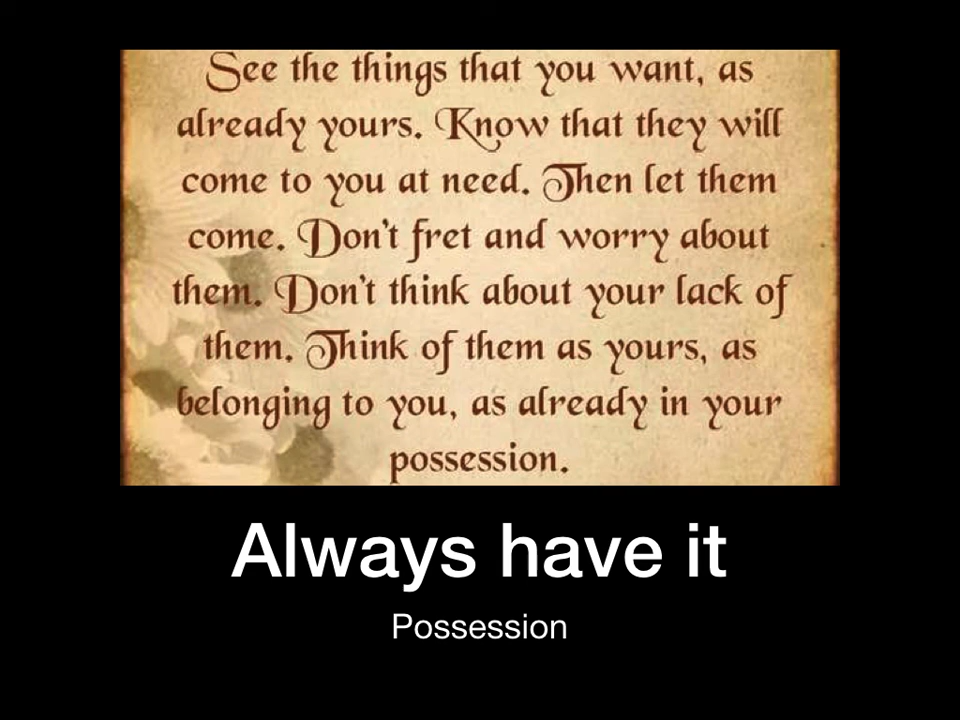 See the things that you want, as
already yours. Know that they will
come to you at need. Then let them
come. Don't fret and worry about
them. Don't think about your lack of
them. Think of them as yours, as
belonging to you, as already in your
possession.
Always have it
Possession